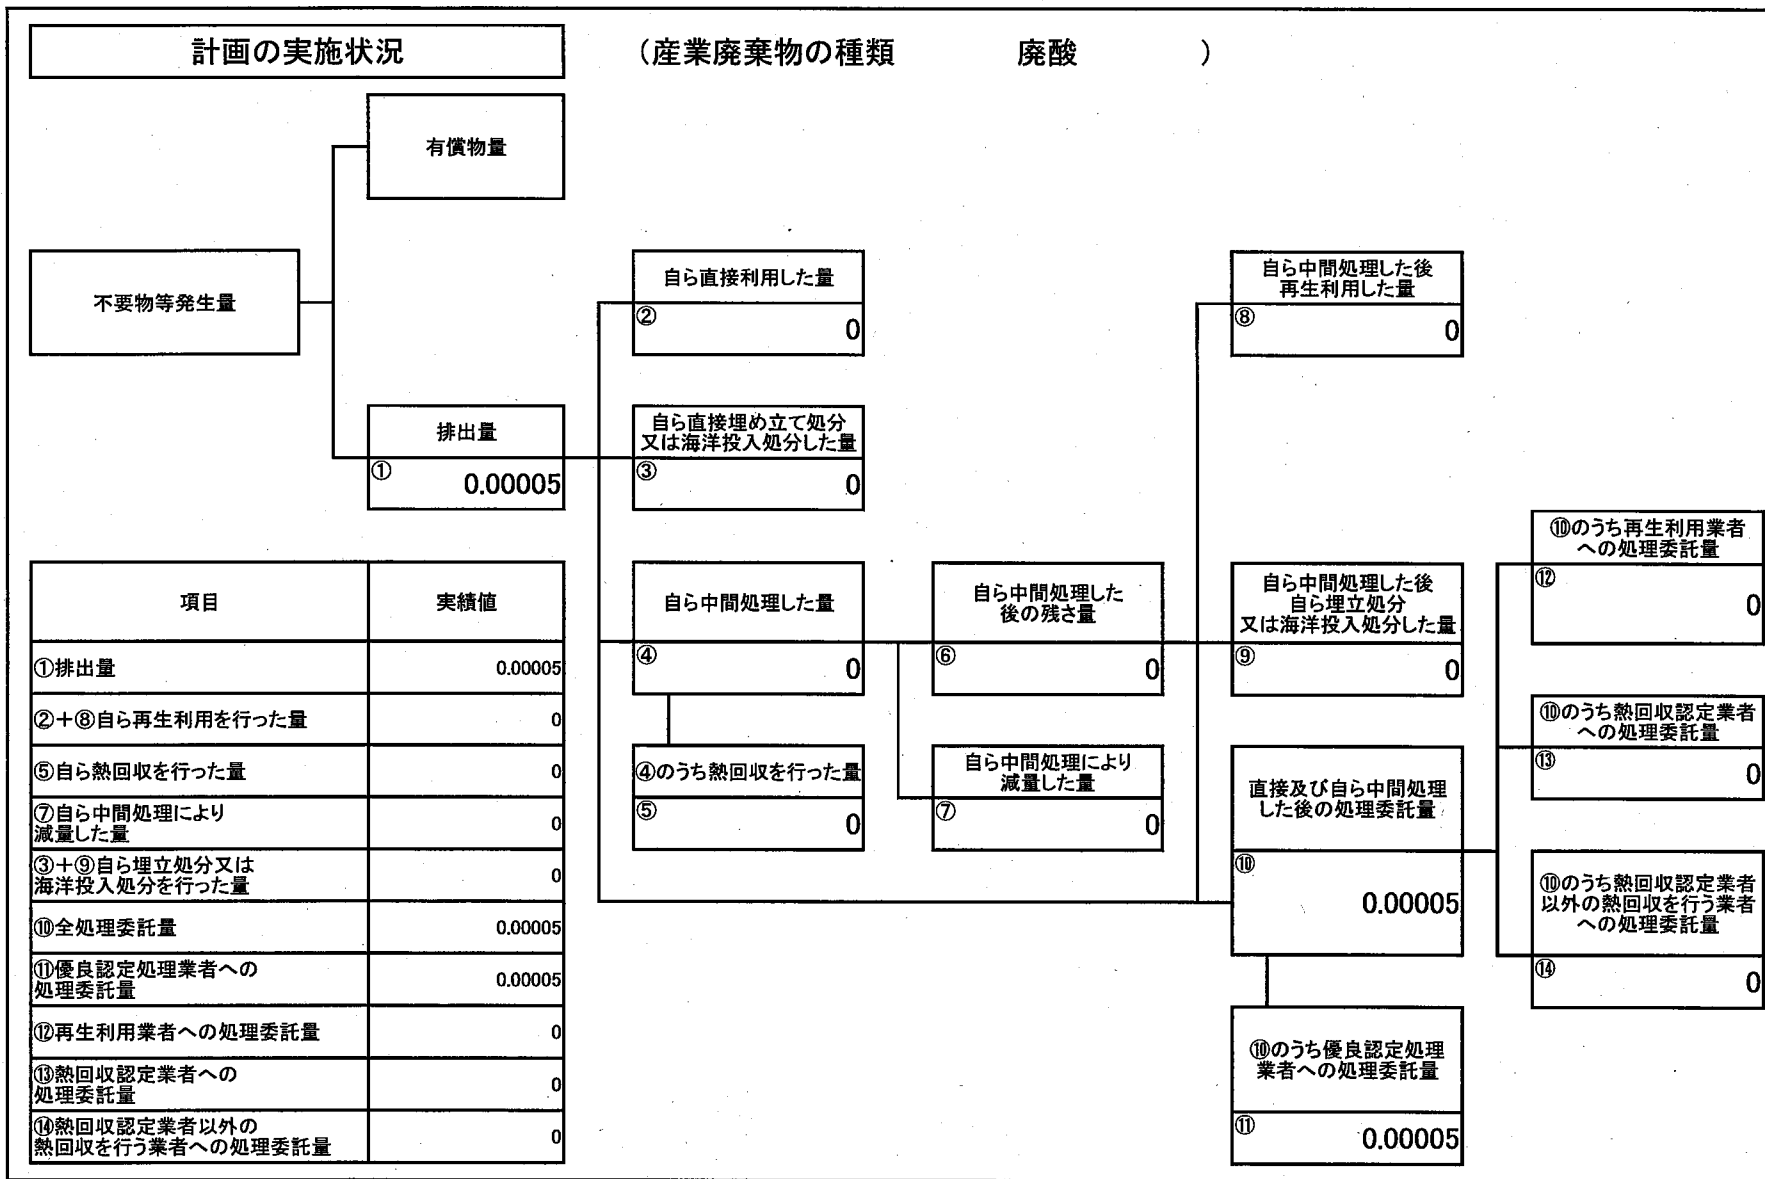 計画の実施状況
（産業廃棄物の種類　廃酸　）
有償物量
不要物等発生量
排出量
①
0.00005
自ら直接利用した量
②
0
自ら直接埋め立て処分
又は海洋投入処分した量
③
0
自ら中間処理した量
④
0
④のうち熱回収を行った量
⑤
0
自ら中間処理した
後の残さ量
⑥
0
自ら中間処理により
減量した量
⑦
0
自ら中間処理した後
再生利用した量
⑧
0
自ら中間処理した後
自ら埋立処分
又は海洋投入処分した量
⑨
0
直接及び自ら中間処理
した後の処理委託量
⑩
0.00005
⑩のうち優良認定処理
業者への処理委託量
⑪
0.00005
⑩のうち再生利用業者
への処理委託量
⑫
0
⑩のうち熱回収認定業者
への処理委託量
⑬
0
⑩のうち熱回収認定業者
以外の熱回収を行う業者
への処理委託量
⑭
0
項目 実績値
①排出量 0.00005
②＋⑧自ら再生利用を行った量 0
⑤自ら熱回収を行った量 0
⑦自ら中間処理により
減量した量 0
③＋⑨自ら埋立処分又は
海洋投入処分を行った量 0
⑩全処理委託量 0.00005
⑪優良認定処理業者への
処理委託量 0.00005
⑫再生利用業者への処理委託量 0
⑬熱回収認定業者への
処理委託量 0
⑭熱回収認定業者以外の
熱回収を行う業者への処理委託量 0